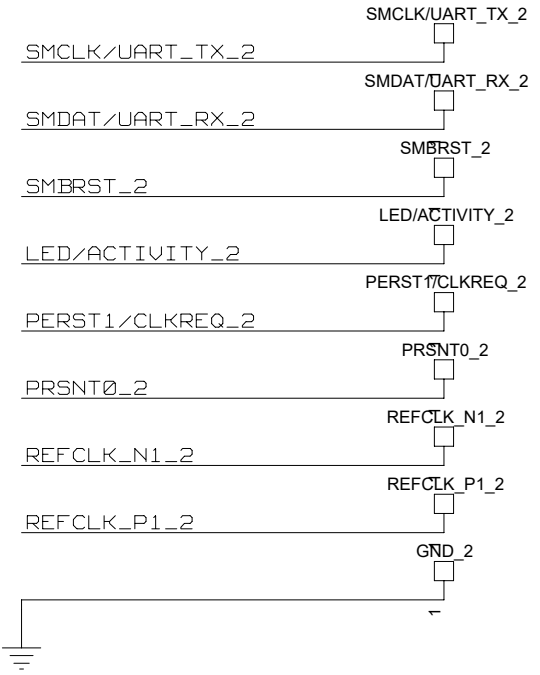 SMCLK/UART_TX_2
SMCLK/UART_TX_2
SMDAT/UART_RX_2
SMDAT/UART_RX_2
SMBRST_2
SMBRST_2
LED/ACTIVITY_2
LED/ACTIVITY_2
PERST1/CLKREQ_2
PERST1/CLKREQ_2
PRSNT0_2
PRSNT0_2
REFCLK_N1_2
REFCLK_N1_2
REFCLK_P1_2
REFCLK_P1_2
GND_2
1